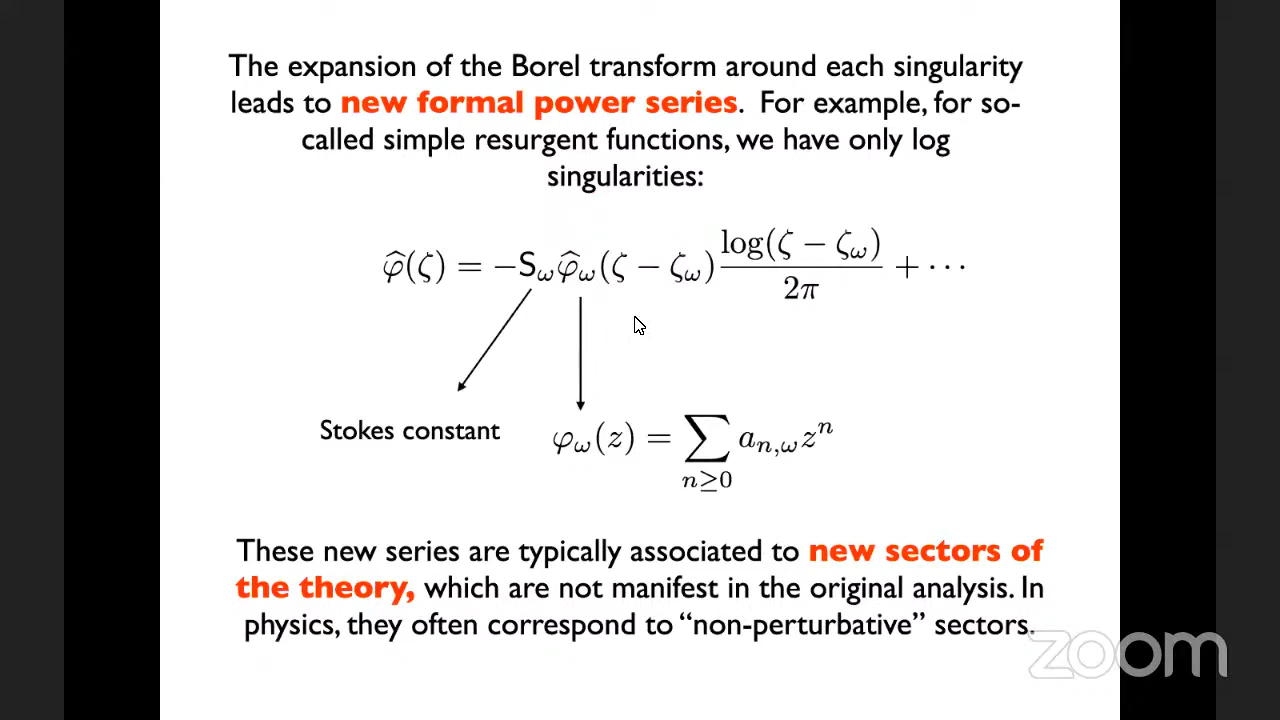 The expansion of the Borel transform around each singularity
leads to new formal power series. For example, for so-
called simple resurgent functions, we have only log
singularities:
φ̂(ζ) = −S_ω φ̂_ω(ζ − ζ_ω) log(ζ − ζ_ω) / 2π + ⋯
Stokes constant
φ_ω(z) = ∑_{n≥0} a_{n,ω} z^n
These new series are typically associated to new sectors of
the theory, which are not manifest in the original analysis. In
physics, they often correspond to “non-perturbative” sectors.
zoom